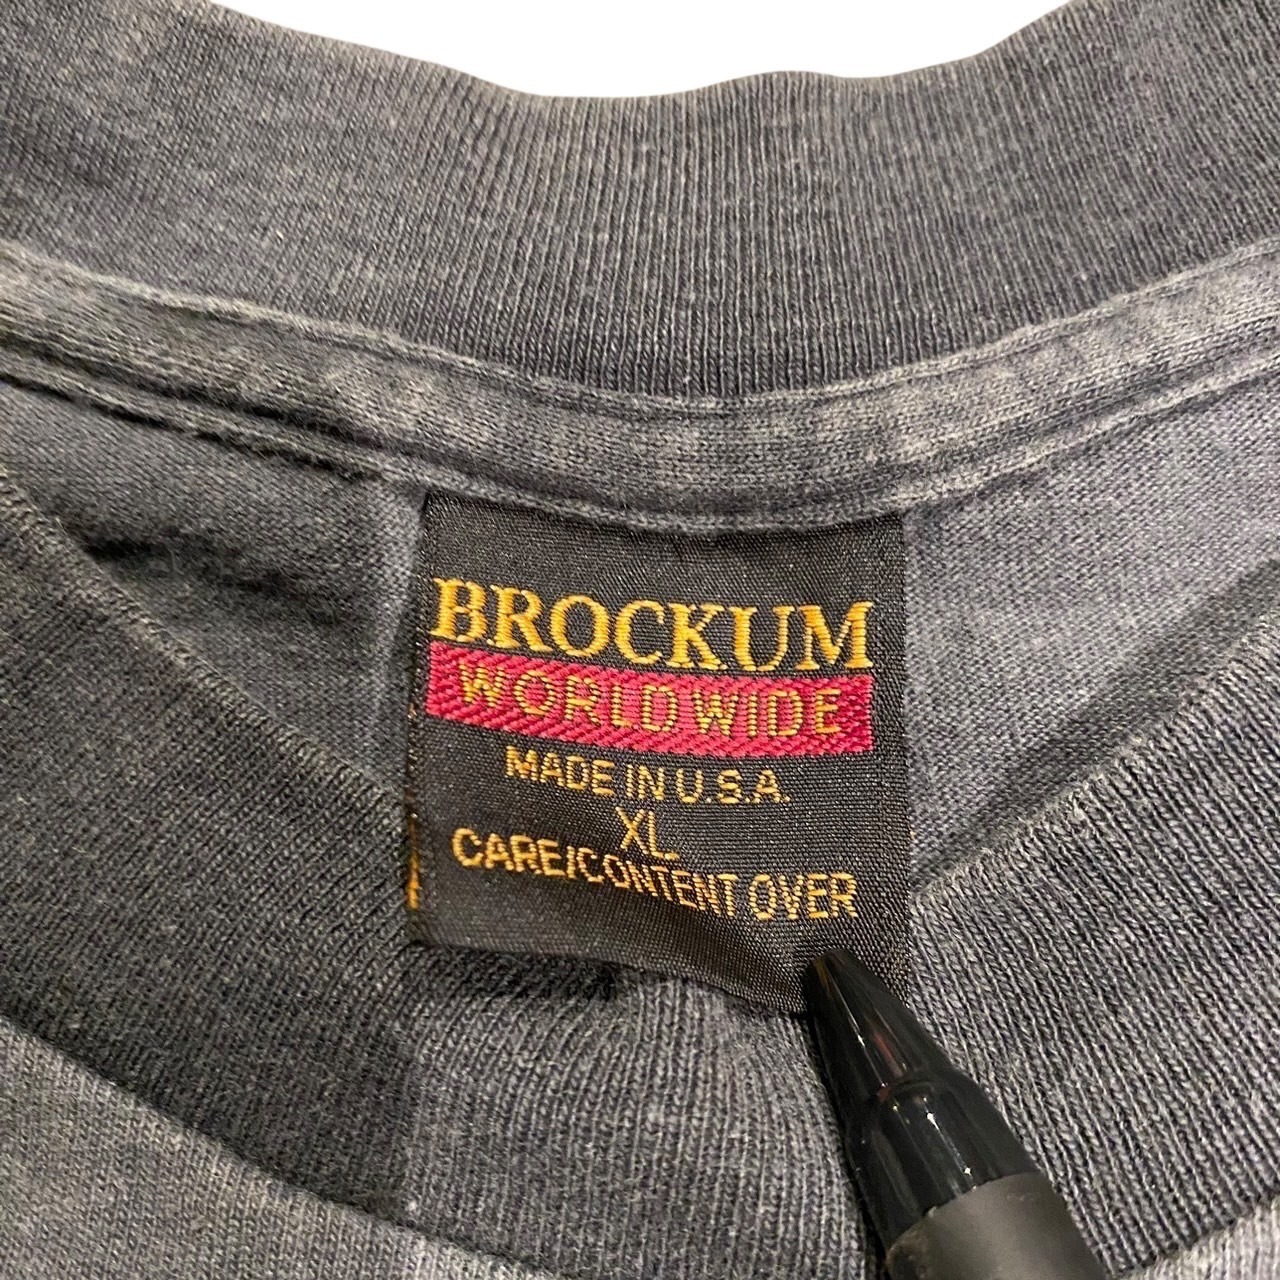 BROCKUM
WORLDWIDE
MADE IN U.S.A.
XL
CARE/CONTENT OVER